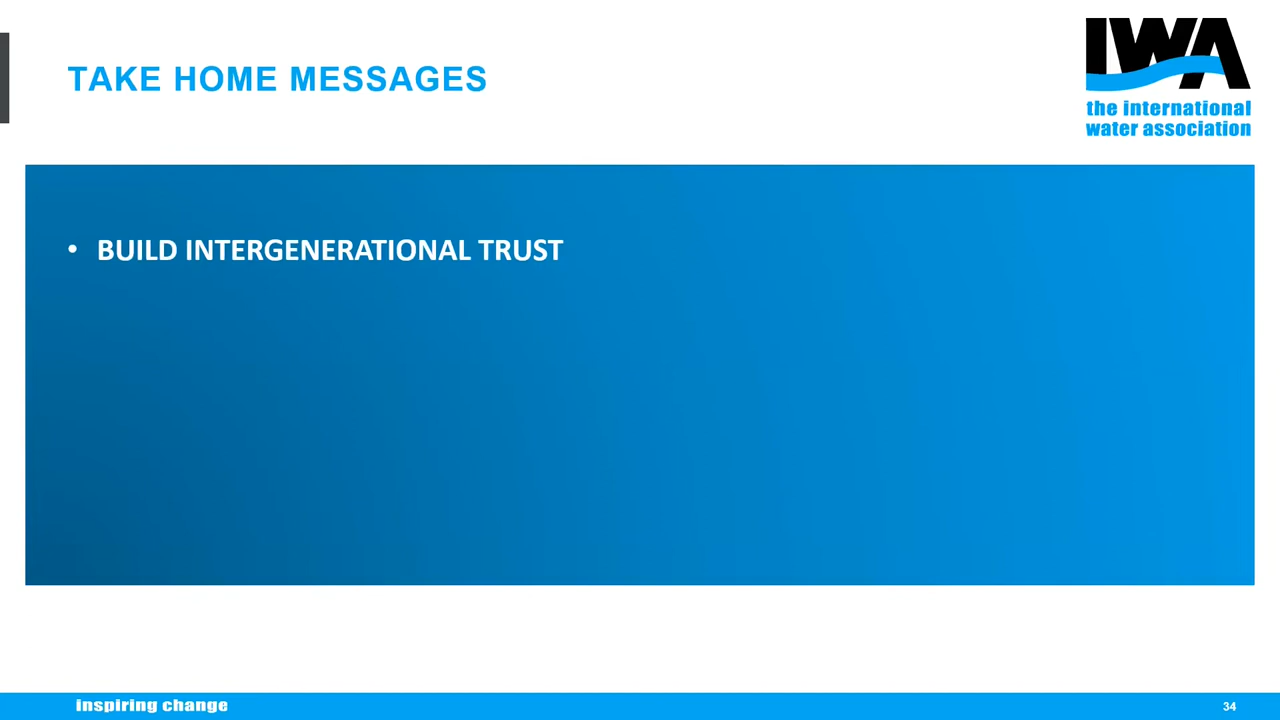 TAKE HOME MESSAGES
IWA
the international
water association
• BUILD INTERGENERATIONAL TRUST
inspiring change
34